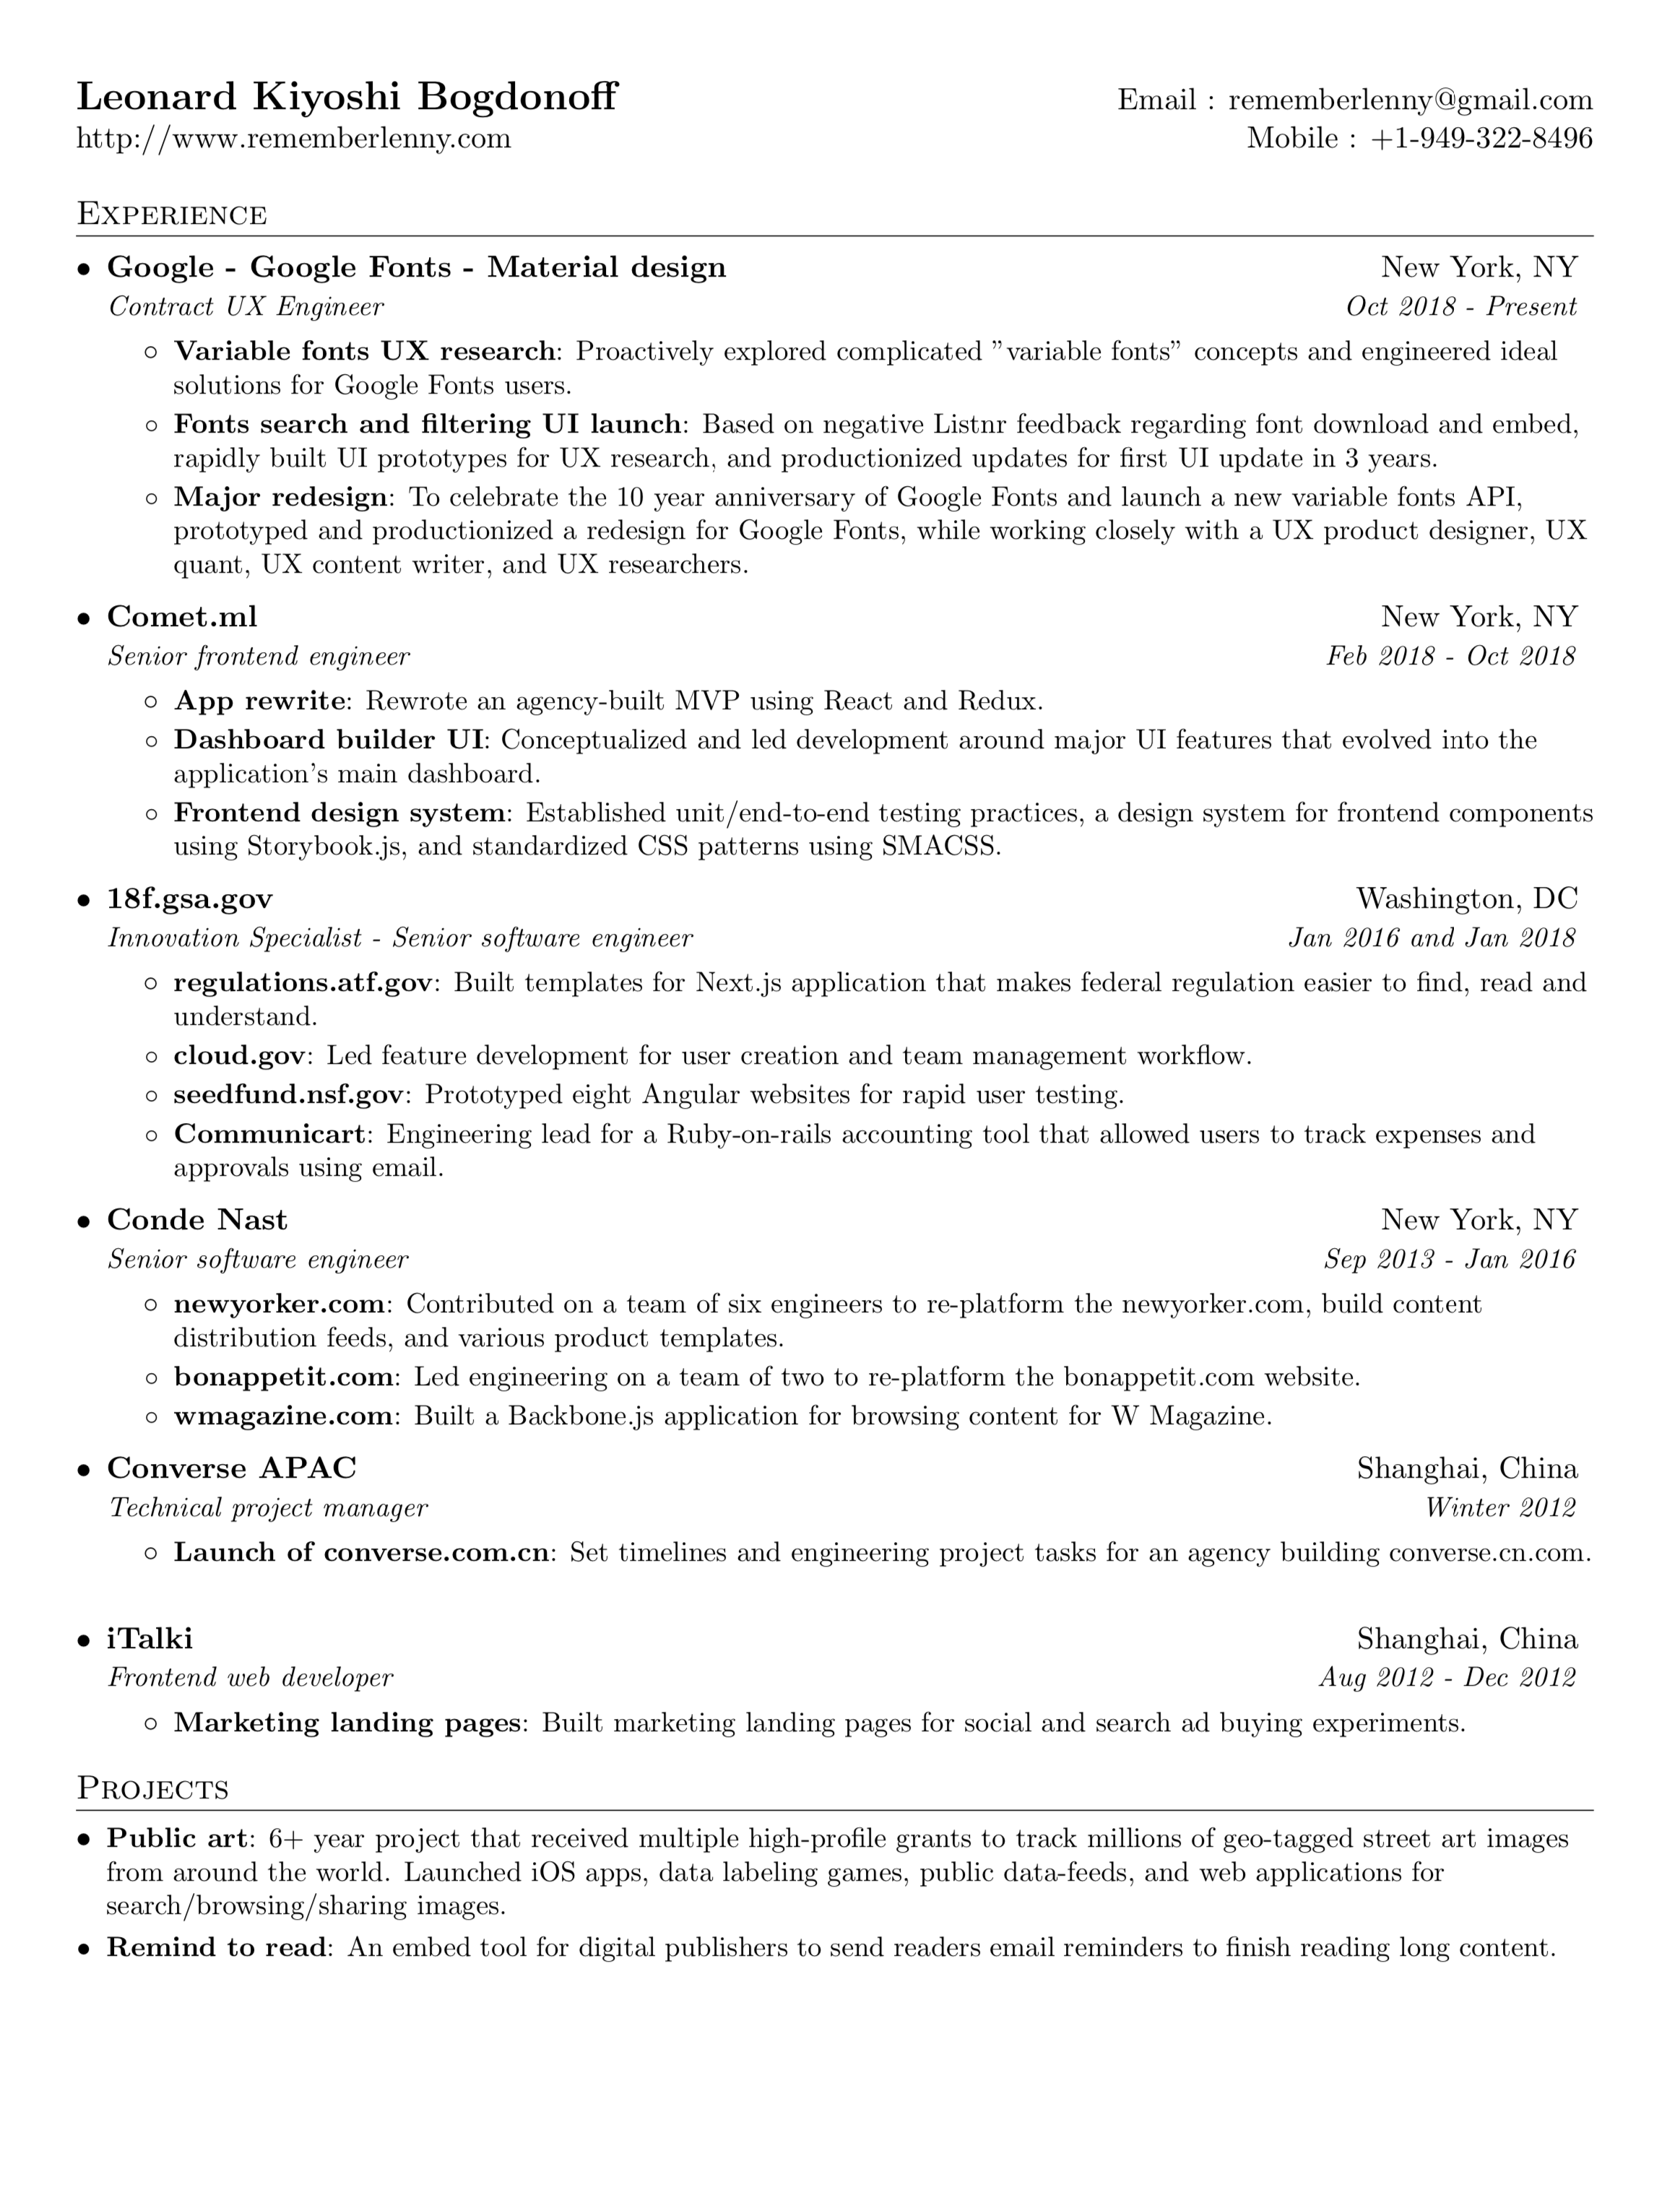 Leonard Kiyoshi Bogdonoff Email : rememberlenny@gmail.com
http://www.rememberlenny.com Mobile : +1-949-322-8496
Experience
• Google - Google Fonts - Material design New York, NY
Contract UX Engineer Oct 2018 - Present
◦ Variable fonts UX research: Proactively explored complicated ”variable fonts” concepts and engineered ideal
solutions for Google Fonts users.
◦ Fonts search and filtering UI launch: Based on negative Listnr feedback regarding font download and embed,
rapidly built UI prototypes for UX research, and productionized updates for first UI update in 3 years.
◦ Major redesign: To celebrate the 10 year anniversary of Google Fonts and launch a new variable fonts API,
prototyped and productionized a redesign for Google Fonts, while working closely with a UX product designer, UX
quant, UX content writer, and UX researchers.
• Comet.ml New York, NY
Senior frontend engineer Feb 2018 - Oct 2018
◦ App rewrite: Rewrote an agency-built MVP using React and Redux.
◦ Dashboard builder UI: Conceptualized and led development around major UI features that evolved into the
application’s main dashboard.
◦ Frontend design system: Established unit/end-to-end testing practices, a design system for frontend components
using Storybook.js, and standardized CSS patterns using SMACSS.
• 18f.gsa.gov Washington, DC
Innovation Specialist - Senior software engineer Jan 2016 and Jan 2018
◦ regulations.atf.gov: Built templates for Next.js application that makes federal regulation easier to find, read and
understand.
◦ cloud.gov: Led feature development for user creation and team management workflow.
◦ seedfund.nsf.gov: Prototyped eight Angular websites for rapid user testing.
◦ Communicart: Engineering lead for a Ruby-on-rails accounting tool that allowed users to track expenses and
approvals using email.
• Conde Nast New York, NY
Senior software engineer Sep 2013 - Jan 2016
◦ newyorker.com: Contributed on a team of six engineers to re-platform the newyorker.com, build content
distribution feeds, and various product templates.
◦ bonappetit.com: Led engineering on a team of two to re-platform the bonappetit.com website.
◦ wmagazine.com: Built a Backbone.js application for browsing content for W Magazine.
• Converse APAC Shanghai, China
Technical project manager Winter 2012
◦ Launch of converse.com.cn: Set timelines and engineering project tasks for an agency building converse.cn.com.
• iTalki Shanghai, China
Frontend web developer Aug 2012 - Dec 2012
◦ Marketing landing pages: Built marketing landing pages for social and search ad buying experiments.
Projects
• Public art: 6+ year project that received multiple high-profile grants to track millions of geo-tagged street art images
from around the world. Launched iOS apps, data labeling games, public data-feeds, and web applications for
search/browsing/sharing images.
• Remind to read: An embed tool for digital publishers to send readers email reminders to finish reading long content.